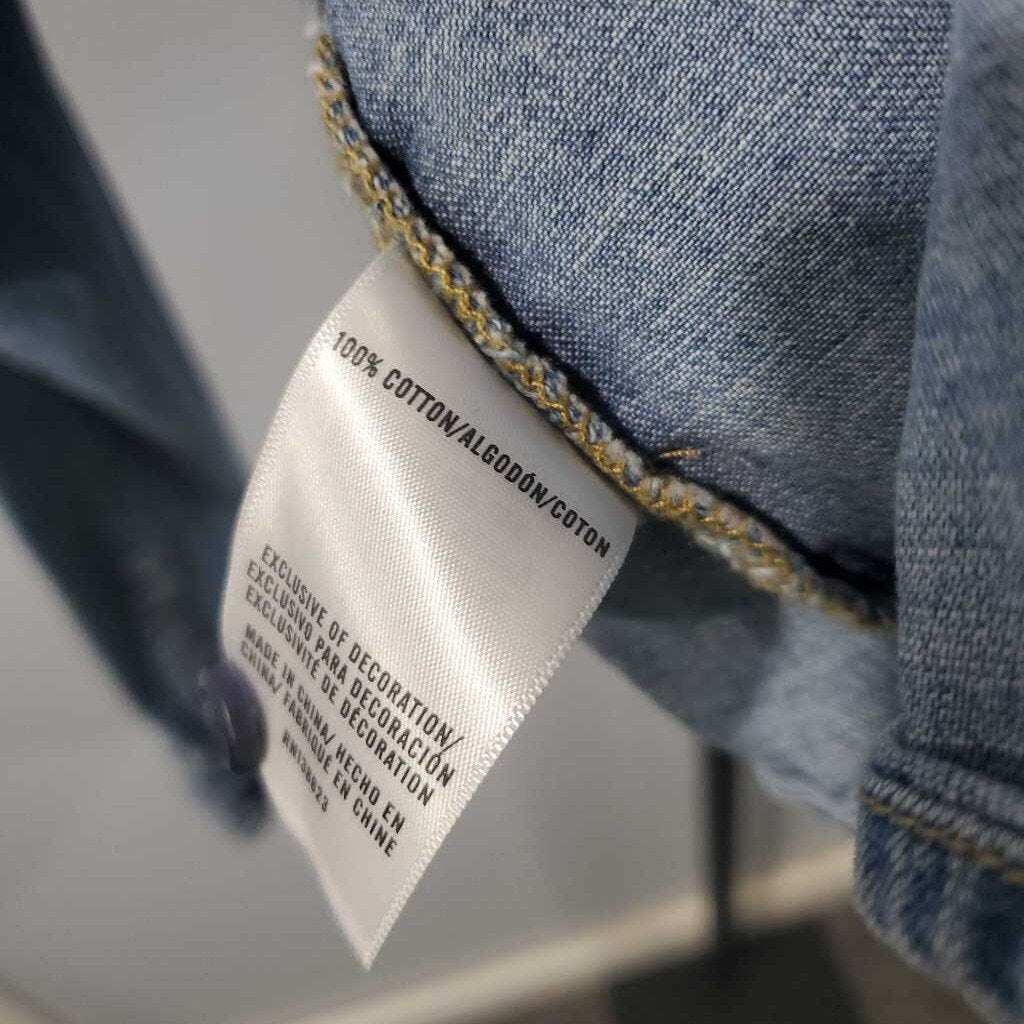 100% COTTON/ALGODÓN/COTON
EXCLUSIVE OF DECORATION/
EXCLUSIVO PARA DECORACIÓN
EXCLUSIVITÉ DE DÉCORATION
MADE IN CHINA/ HECHO EN
CHINA/ FABRIQUÉ EN CHINE
RN138623